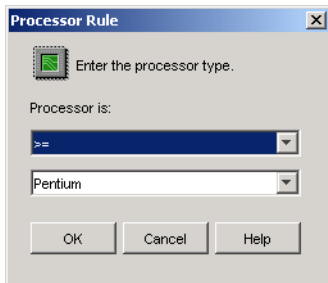 Processor Rule
Enter the processor type.
Processor is:
>=
Pentium
OK Cancel Help